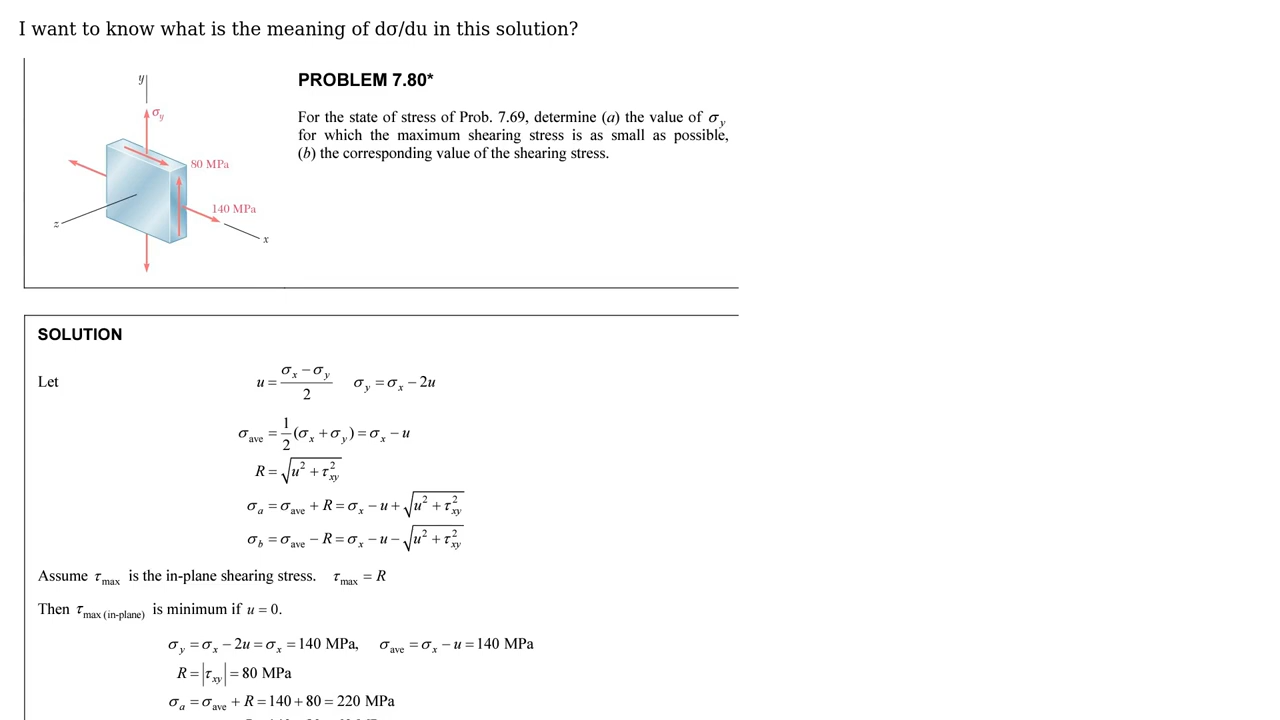 I want to know what is the meaning of dσ/du in this solution?
y
σy
80 MPa
140 MPa
z
x
PROBLEM 7.80*
For the state of stress of Prob. 7.69, determine (a) the value of σy
for which the maximum shearing stress is as small as possible,
(b) the corresponding value of the shearing stress.
SOLUTION
Let u = (σx − σy)/2 σy = σx − 2u
σave = 1/2(σx + σy) = σx − u
R = √(u² + τ²xy)
σa = σave + R = σx − u + √(u² + τ²xy)
σb = σave − R = σx − u − √(u² + τ²xy)
Assume τmax is the in-plane shearing stress. τmax = R
Then τmax (in-plane) is minimum if u = 0.
σy = σx − 2u = σx = 140 MPa, σave = σx − u = 140 MPa
R = |τxy| = 80 MPa
σa = σave + R = 140 + 80 = 220 MPa